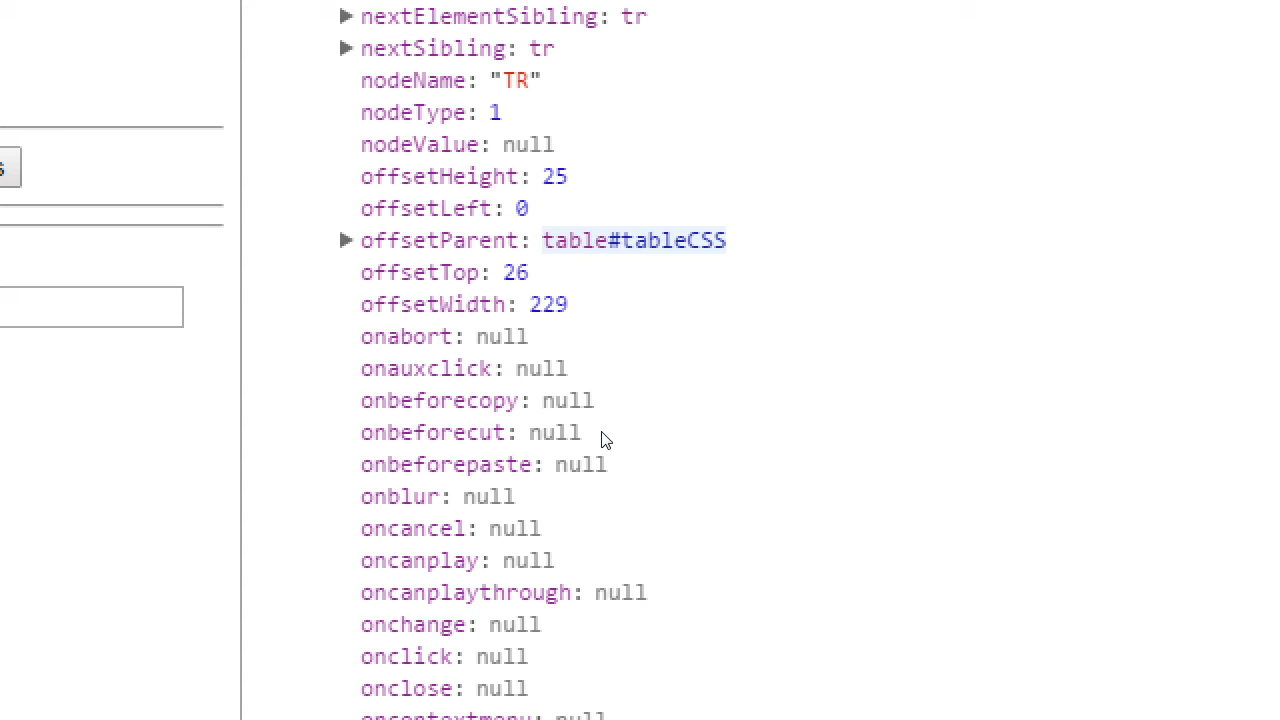 nextElementSibling: tr
nextSibling: tr
nodeName: "TR"
nodeType: 1
nodeValue: null
offsetHeight: 25
offsetLeft: 0
offsetParent: table#tableCSS
offsetTop: 26
offsetWidth: 229
onabort: null
onauxclick: null
onbeforecopy: null
onbeforecut: null
onbeforepaste: null
onblur: null
oncancel: null
oncanplay: null
oncanplaythrough: null
onchange: null
onclick: null
onclose: null
oncontextmenu: null